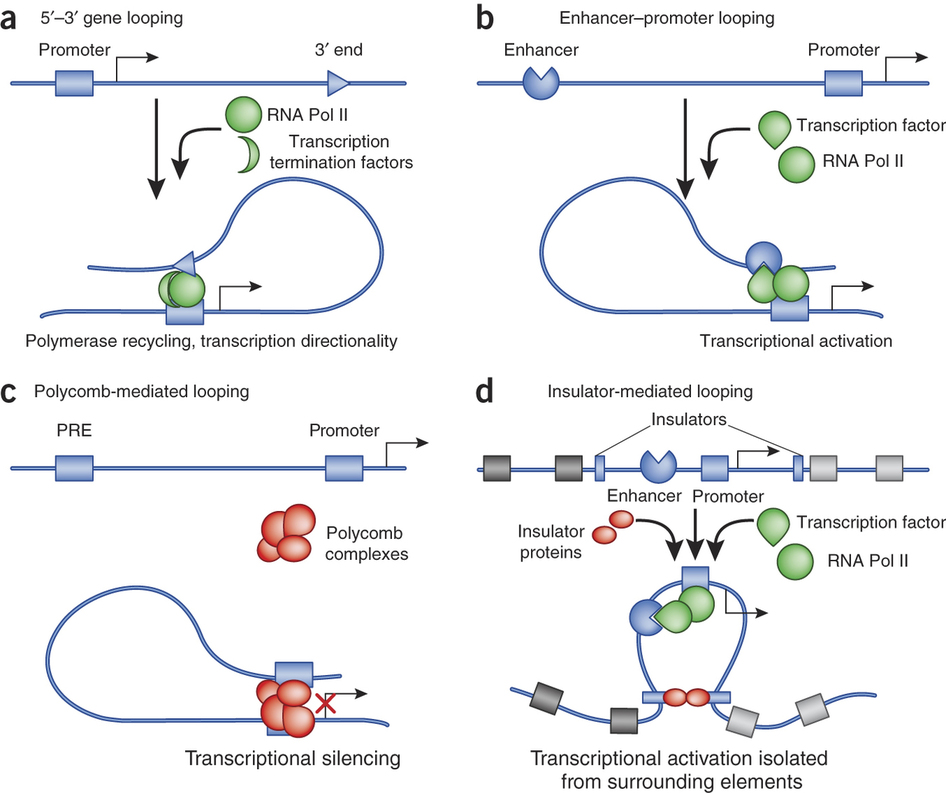 a 5′–3′ gene looping
Promoter
3′ end
RNA Pol II
Transcription
termination factors
Polymerase recycling, transcription directionality
b Enhancer–promoter looping
Enhancer
Promoter
Transcription factor
RNA Pol II
Transcriptional activation
c Polycomb-mediated looping
PRE
Promoter
Polycomb
complexes
Transcriptional silencing
d Insulator-mediated looping
Insulators
Enhancer
Promoter
Insulator
proteins
Transcription factor
RNA Pol II
Transcriptional activation isolated
from surrounding elements